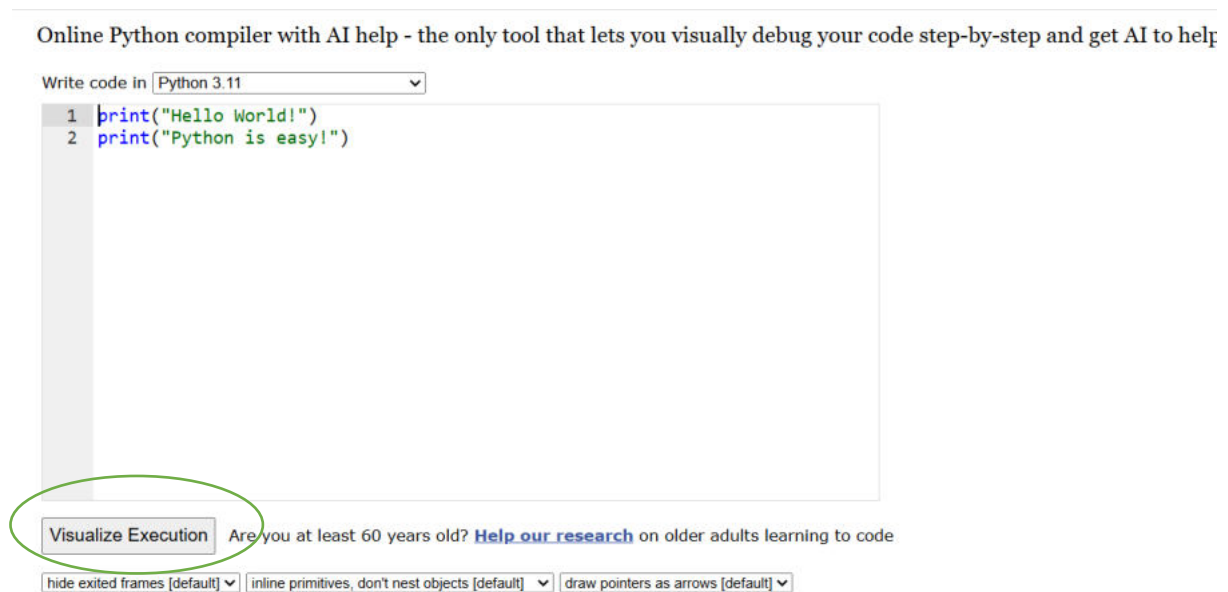 Online Python compiler with AI help - the only tool that lets you visually debug your code step-by-step and get AI to help
Write code in Python 3.11
1 print("Hello World!")
2 print("Python is easy!")
Visualize Execution Are you at least 60 years old? Help our research on older adults learning to code
hide exited frames [default] inline primitives, don't nest objects [default] draw pointers as arrows [default]